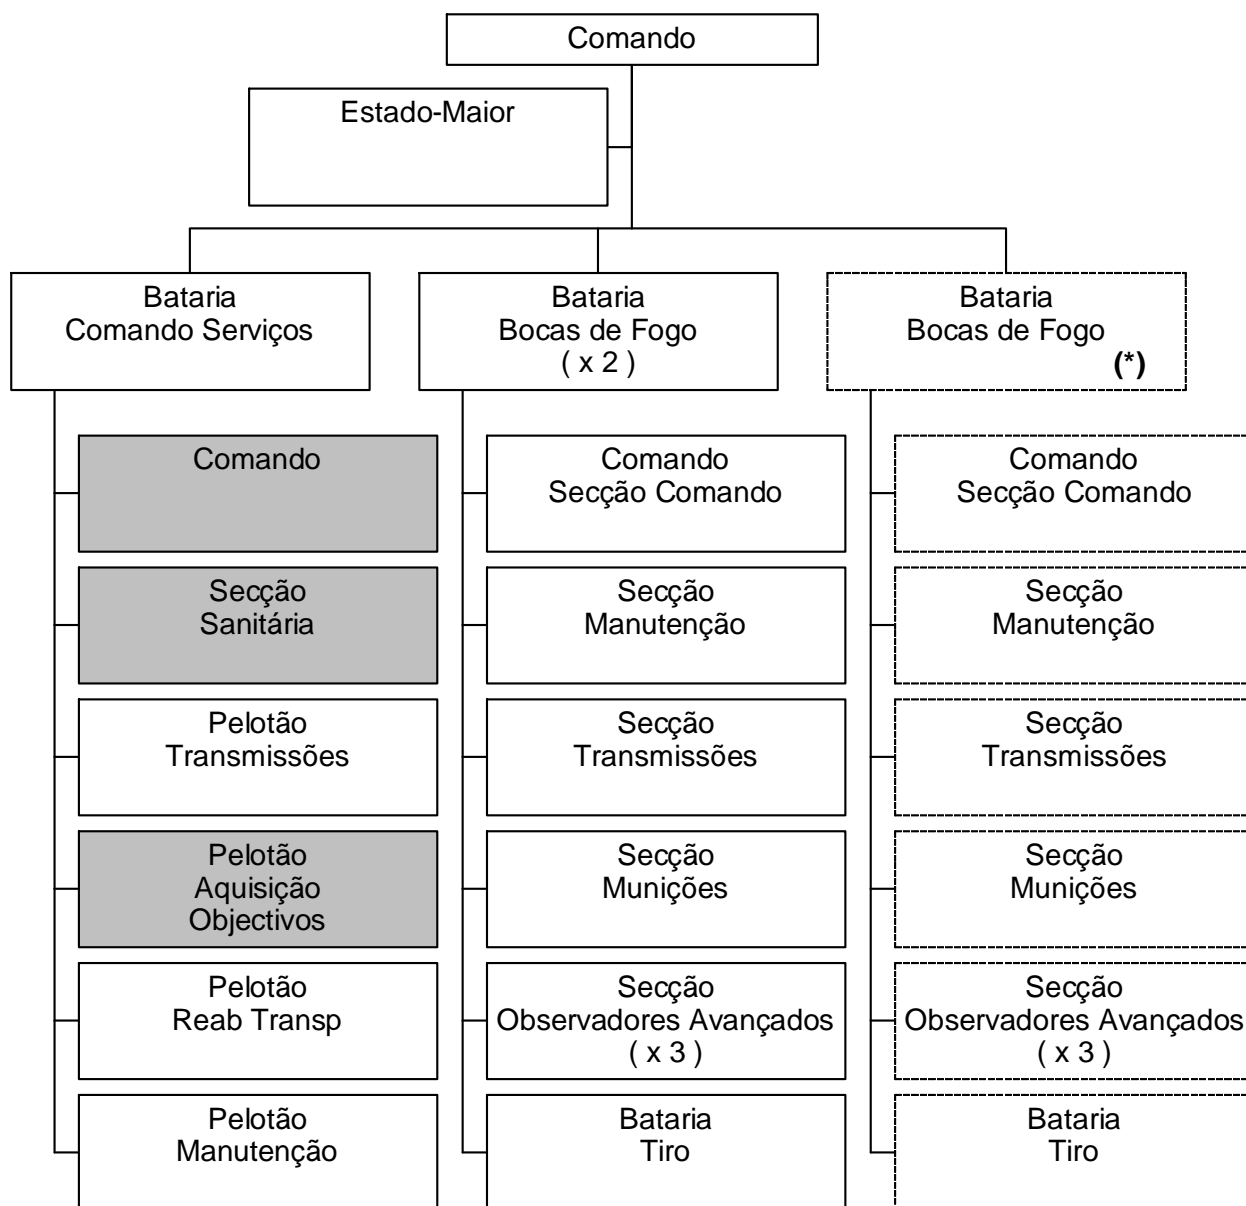 Comando
Estado-Maior
Bataria
Comando Serviços
Bataria
Bocas de Fogo
( x 2 )
Bataria
Bocas de Fogo
(*)
Comando
Secção
Sanitária
Pelotão
Transmissões
Pelotão
Aquisição
Objectivos
Pelotão
Reab Transp
Pelotão
Manutenção
Comando
Secção Comando
Secção
Manutenção
Secção
Transmissões
Secção
Munições
Secção
Observadores Avançados
( x 3 )
Bataria
Tiro
Comando
Secção Comando
Secção
Manutenção
Secção
Transmissões
Secção
Munições
Secção
Observadores Avançados
( x 3 )
Bataria
Tiro